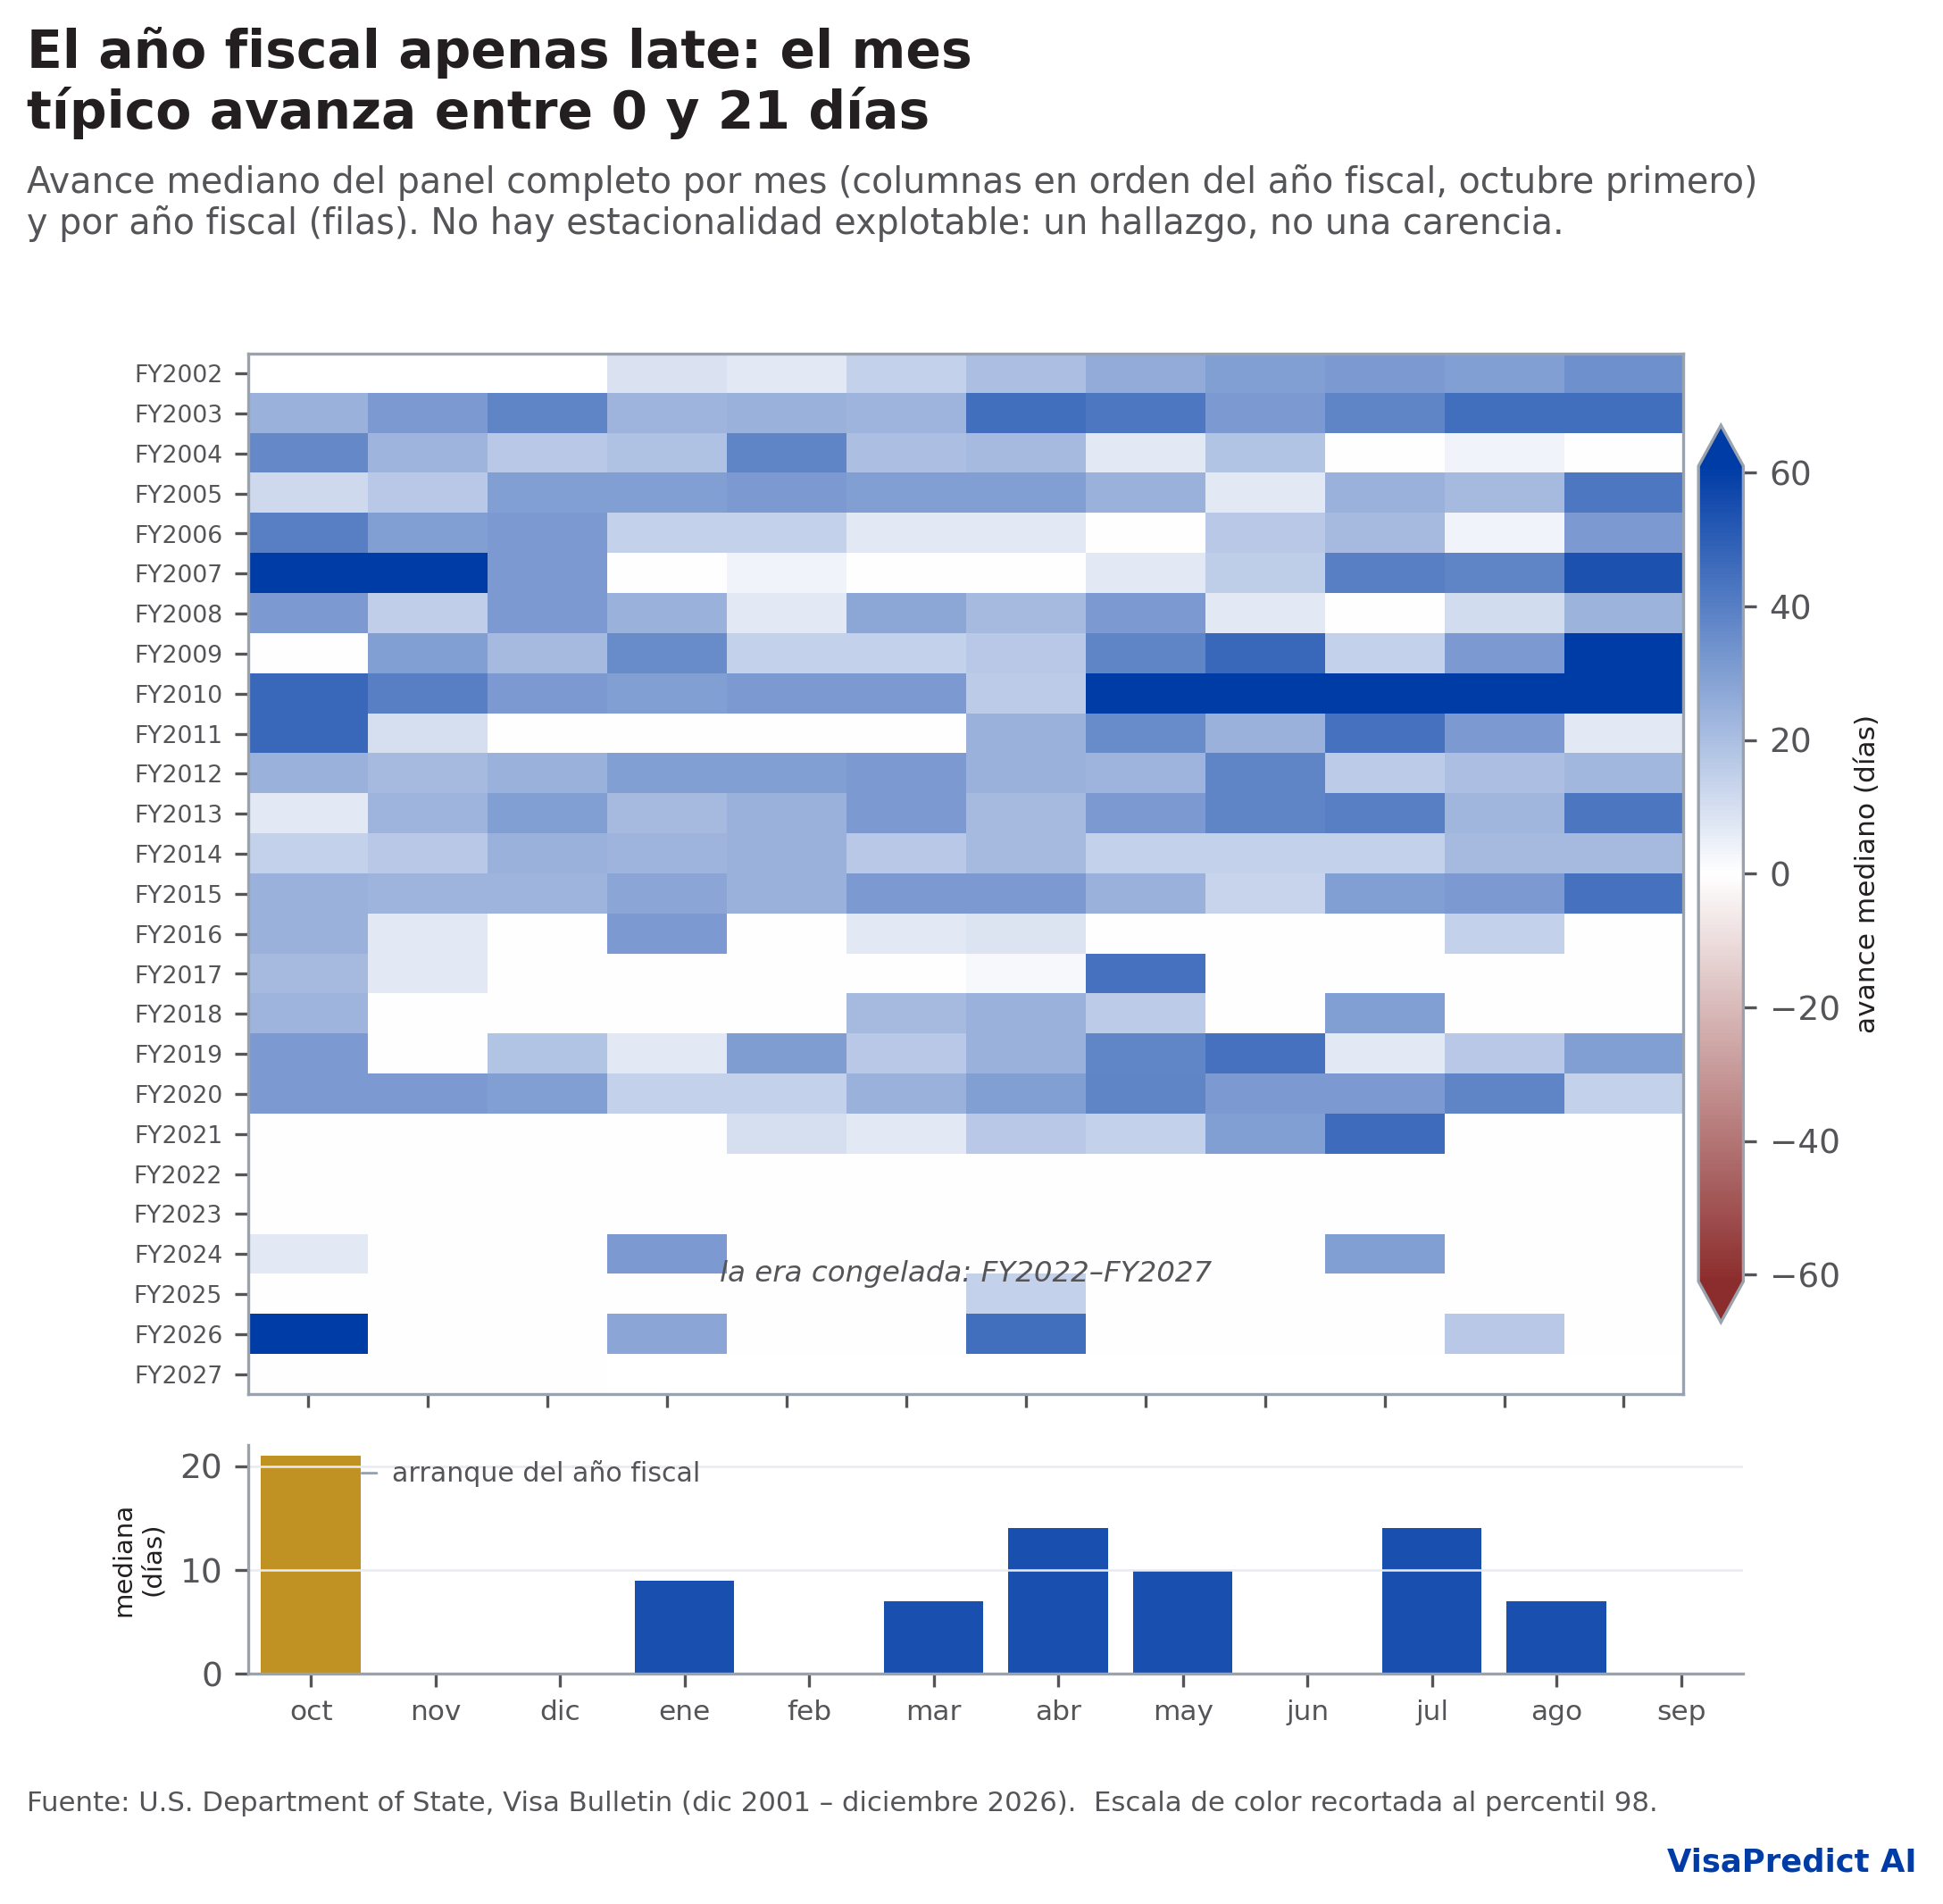 El año fiscal apenas late: el mes
típico avanza entre 0 y 21 días
Avance mediano del panel completo por mes (columnas en orden del año fiscal, octubre primero)
y por año fiscal (filas). No hay estacionalidad explotable: un hallazgo, no una carencia.
FY2002
FY2003
FY2004
FY2005
FY2006
FY2007
FY2008
FY2009
FY2010
FY2011
FY2012
FY2013
FY2014
FY2015
FY2016
FY2017
FY2018
FY2019
FY2020
FY2021
FY2022
FY2023
FY2024
FY2025
FY2026
FY2027
la era congelada: FY2022–FY2027
60
40
20
0
−20
−40
−60
avance mediano (días)
20
10
0
mediana
(días)
arranque del año fiscal
oct nov dic ene feb mar abr may jun jul ago sep
Fuente: U.S. Department of State, Visa Bulletin (dic 2001 – diciembre 2026).  Escala de color recortada al percentil 98.
VisaPredict AI